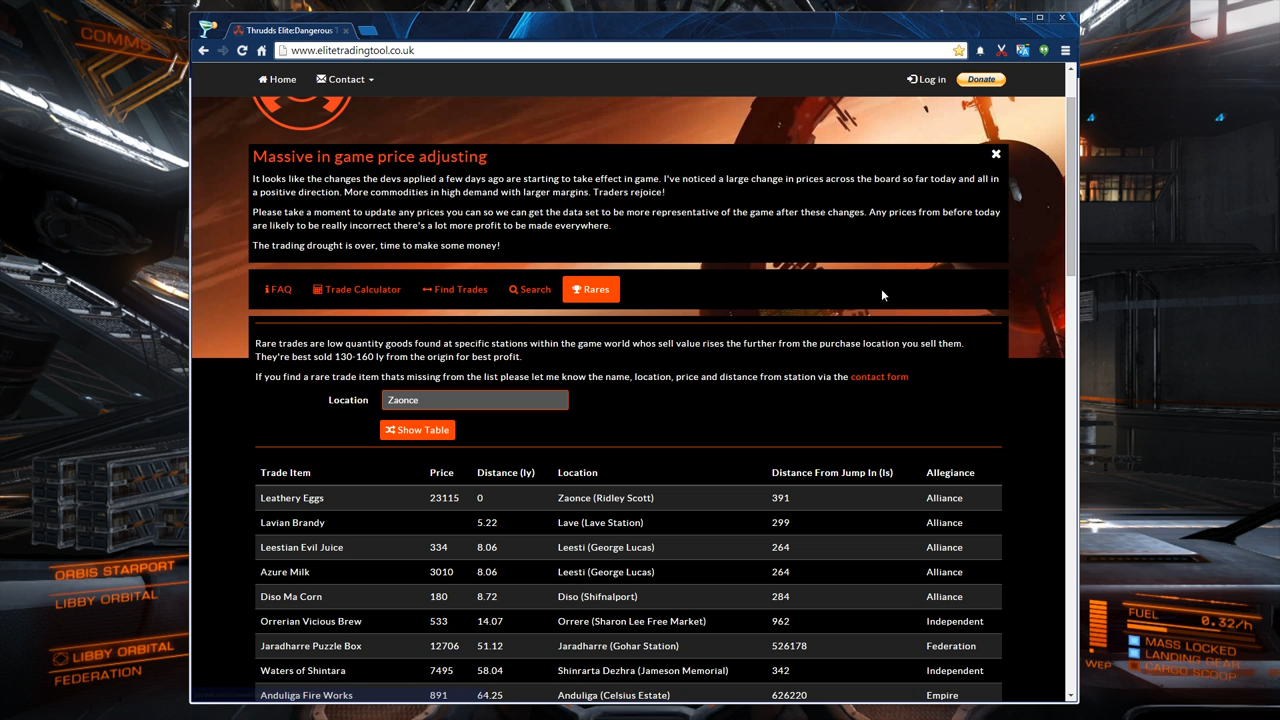 COMMS
Thrudds Elite:Dangerous T
www.elitetradingtool.co.uk
Home Contact Log in Donate
Massive in game price adjusting
It looks like the changes the devs applied a few days ago are starting to take effect in game. I've noticed a large change in prices across the board so far today and all in
a positive direction. More commodities in high demand with larger margins. Traders rejoice!
Please take a moment to update any prices you can so we can get the data set to be more representative of the game after these changes. Any prices from before today
are likely to be really incorrect there's a lot more profit to be made everywhere.
The trading drought is over, time to make some money!
FAQ Trade Calculator Find Trades Search Rares
Rare trades are low quantity goods found at specific stations within the game world whos sell value rises the further from the purchase location you sell them.
They're best sold 130-160 ly from the origin for best profit.
If you find a rare trade item thats missing from the list please let me know the name, location, price and distance from station via the contact form
Location Zaonce
Show Table
Trade Item Price Distance (ly) Location Distance From Jump In (ls) Allegiance
Leathery Eggs 23115 0 Zaonce (Ridley Scott) 391 Alliance
Lavian Brandy 5.22 Lave (Lave Station) 299 Alliance
Leestian Evil Juice 334 8.06 Leesti (George Lucas) 264 Alliance
Azure Milk 3010 8.06 Leesti (George Lucas) 264 Alliance
Diso Ma Corn 180 8.72 Diso (Shifnalport) 284 Alliance
Orrerian Vicious Brew 533 14.07 Orrere (Sharon Lee Free Market) 962 Independent
Jaradharre Puzzle Box 12706 51.12 Jaradharre (Gohar Station) 526178 Federation
Waters of Shintara 7495 58.04 Shinrarta Dezhra (Jameson Memorial) 342 Independent
Anduliga Fire Works 891 64.25 Anduliga (Celsius Estate) 626220 Empire
ORBIS STARPORT
LIBBY ORBITAL
LIBBY ORBITAL
FEDERATION
FUEL 0.32/h
MASS LOCKED
LANDING GEAR
CARGO SCOOP
WEP